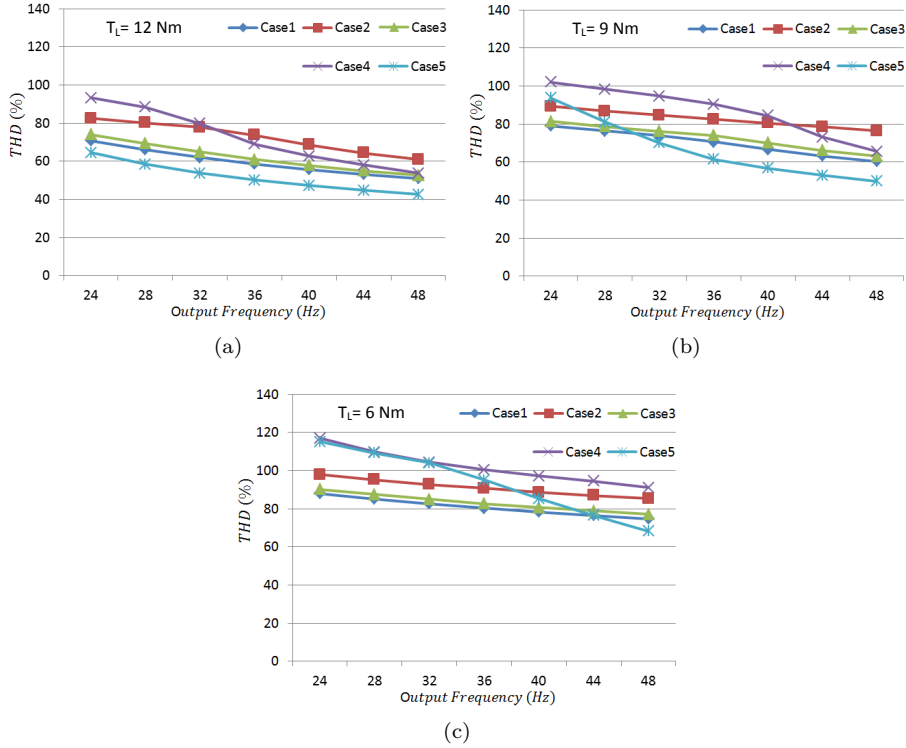 140
120
100
80
60
40
20
0
THD (%)
T_L= 12 Nm
Case1 Case2 Case3
Case4 Case5
24 28 32 36 40 44 48
Output Frequency (Hz)
(a)
140
120
100
80
60
40
20
0
THD (%)
T_L= 9 Nm
Case1 Case2 Case3
Case4 Case5
24 28 32 36 40 44 48
Output Frequency (Hz)
(b)
140
120
100
80
60
40
20
0
THD (%)
T_L= 6 Nm
Case1 Case2 Case3
Case4 Case5
24 28 32 36 40 44 48
Output Frequency (Hz)
(c)